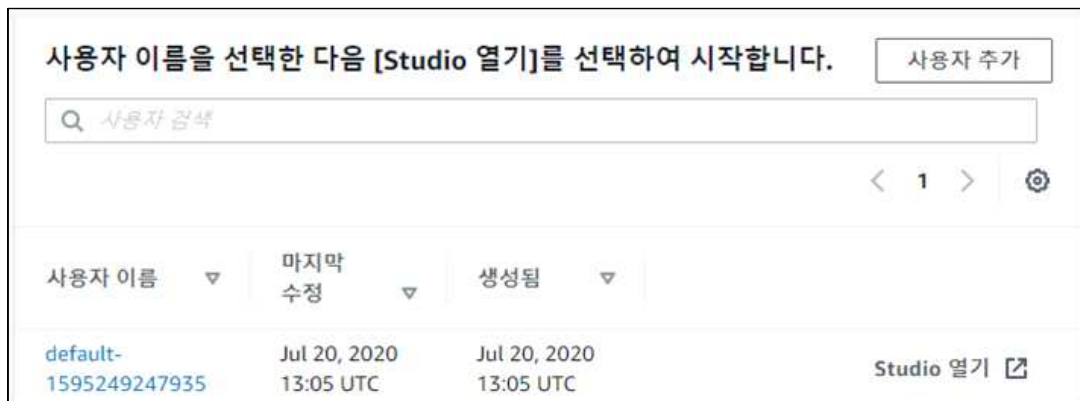 사용자 이름을 선택한 다음 [Studio 열기]를 선택하여 시작합니다.
사용자 추가
사용자 검색
1
사용자 이름
마지막
수정
생성됨
default-
1595249247935
Jul 20, 2020
13:05 UTC
Jul 20, 2020
13:05 UTC
Studio 열기